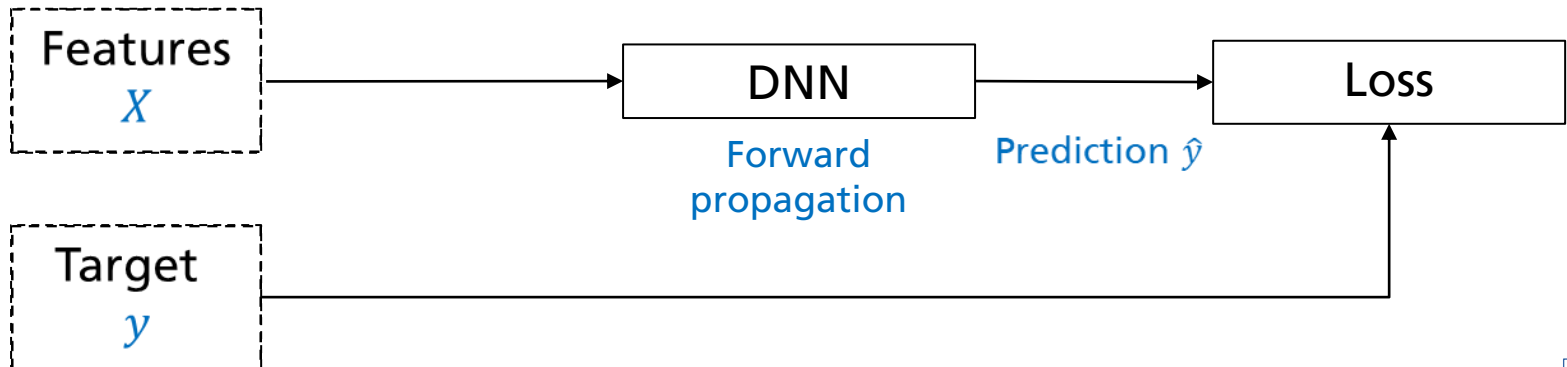 Features
X
DNN
Loss
Forward
propagation
Prediction ŷ
Target
y